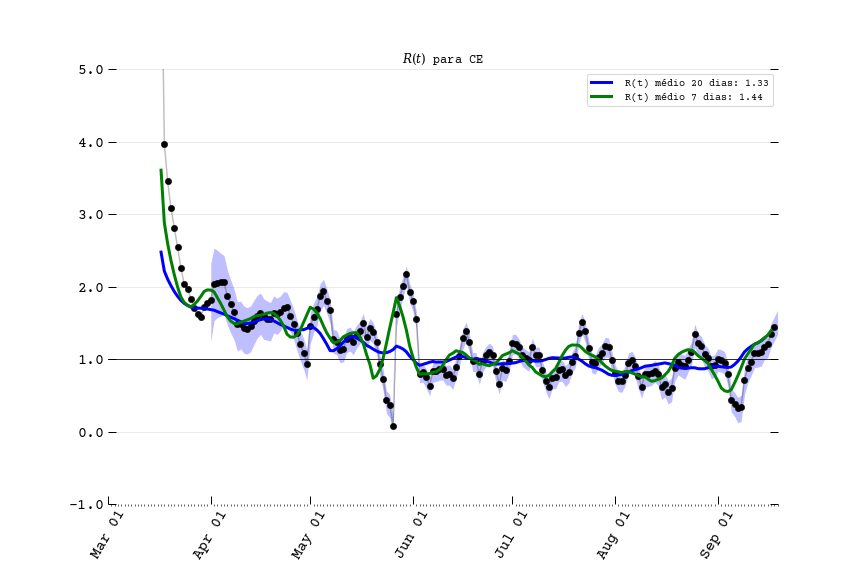 R(t) para CE
R(t) médio 20 dias: 1.33
R(t) médio 7 dias: 1.44
5.0
4.0
3.0
2.0
1.0
0.0
−1.0
Mar 01
Apr 01
May 01
Jun 01
Jul 01
Aug 01
Sep 01